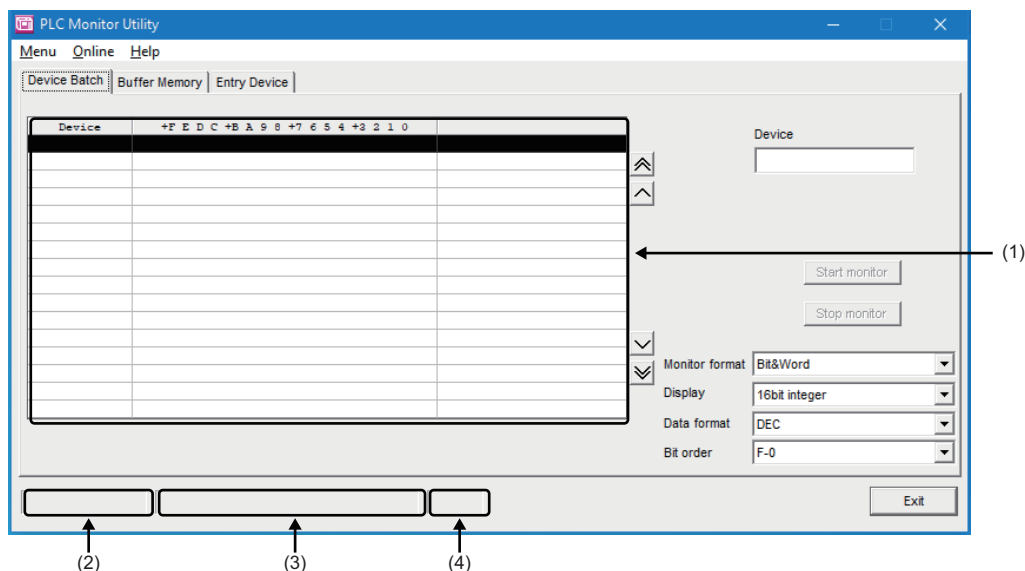 PLC Monitor Utility
Menu Online Help
Device Batch Buffer Memory Entry Device
Device +F E D C +B A 9 8 +7 6 5 4 +3 2 1 0
Device
(1)
Start monitor
Stop monitor
Monitor format Bit&Word
Display 16bit integer
Data format DEC
Bit order F-0
Exit
(2) (3) (4)